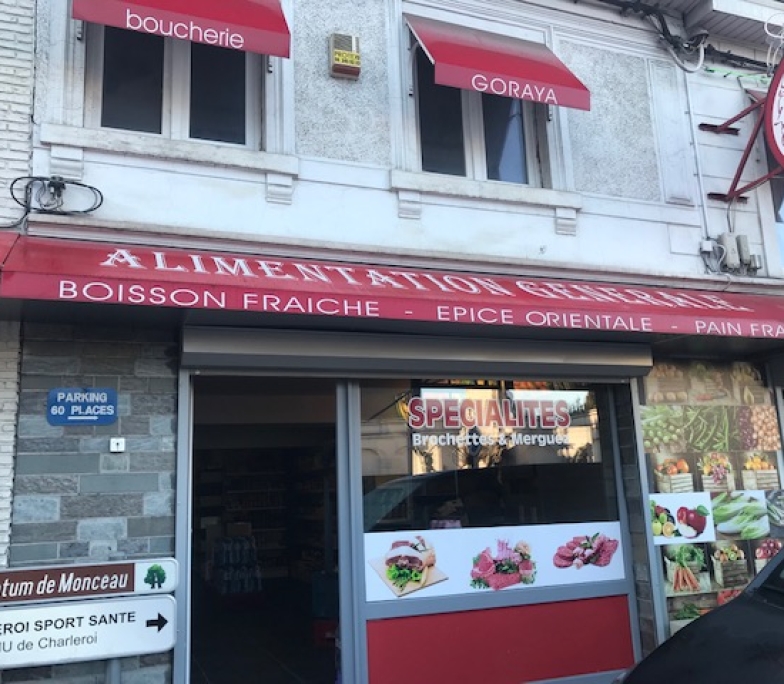 boucherie
GORAYA
ALIMENTATION GENERALE
BOISSON FRAICHE - EPICE ORIENTALE - PAIN FRA
SPECIALITES
Brochettes & Merguez
PARKING
60 PLACES
tum de Monceau
EROI SPORT SANTE
U de Charleroi